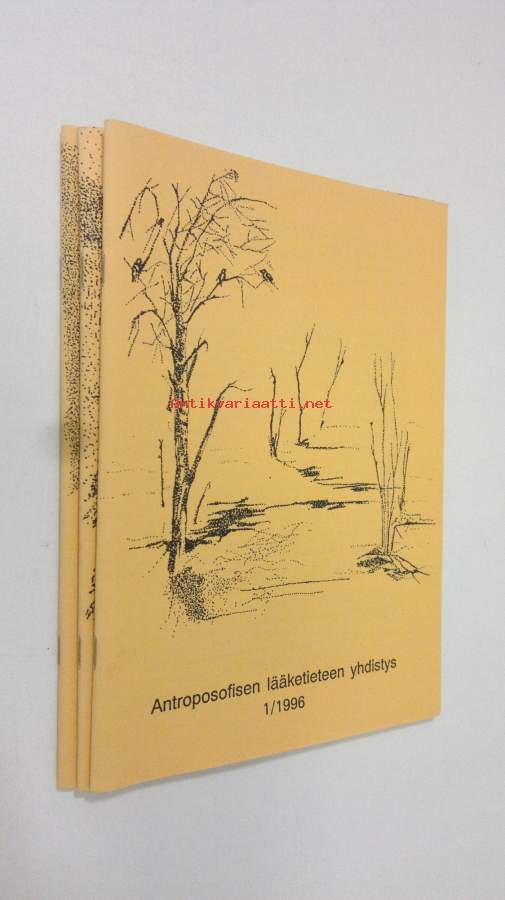 Antikvariaatti.net
Antroposofisen lääketieteen yhdistys
1/1996